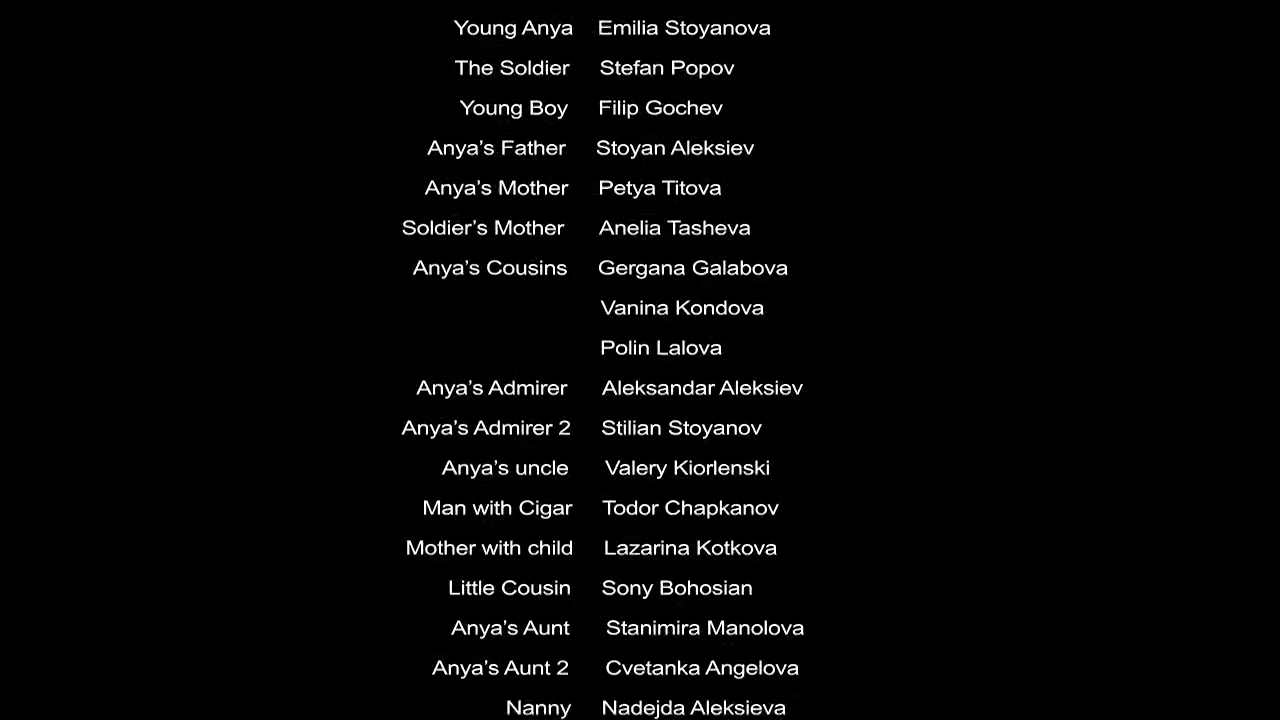 Young Anya Emilia Stoyanova
The Soldier Stefan Popov
Young Boy Filip Gochev
Anya’s Father Stoyan Aleksiev
Anya’s Mother Petya Titova
Soldier’s Mother Anelia Tasheva
Anya’s Cousins Gergana Galabova
Vanina Kondova
Polin Lalova
Anya’s Admirer Aleksandar Aleksiev
Anya’s Admirer 2 Stilian Stoyanov
Anya’s uncle Valery Kiorlenski
Man with Cigar Todor Chapkanov
Mother with child Lazarina Kotkova
Little Cousin Sony Bohosian
Anya’s Aunt Stanimira Manolova
Anya’s Aunt 2 Cvetanka Angelova
Nanny Nadejda Aleksieva